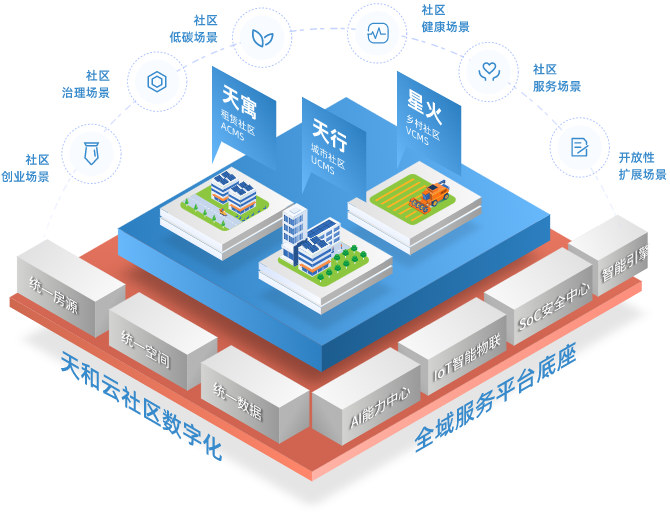 社区
低碳场景
社区
健康场景
社区
治理场景
社区
服务场景
社区
创业场景
开放性
扩展场景
天寓
租赁社区
ACMS
天行
城市社区
UCMS
星火
乡村社区
VCMS
统一房源
统一空间
统一数据
AI能力中心
IoT智能物联
SoC安全中心
智能引擎
天和云社区数字化
全域服务平台底座